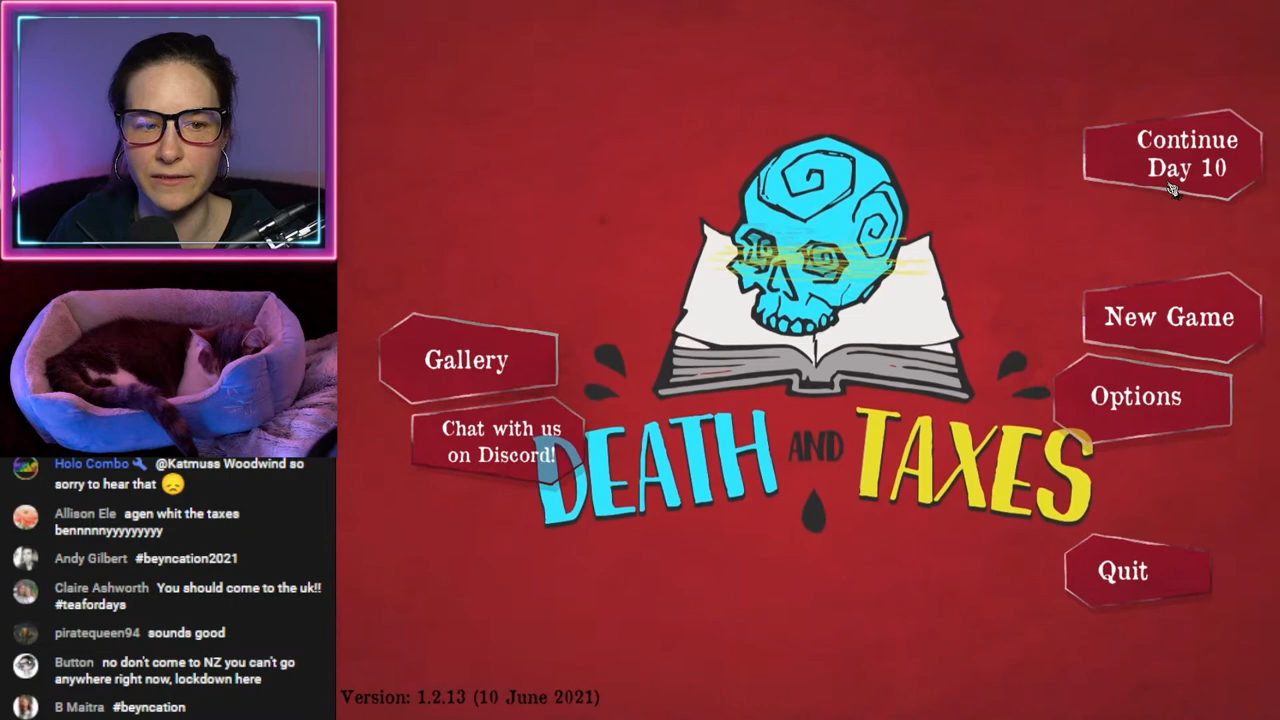 Holo Combo @Katmuss Woodwind so
sorry to hear that
Allison Ele agen whit the taxes
bennnnnyyyyyyyy
Andy Gilbert #beyncation2021
Claire Ashworth You should come to the uk!!
#teafordays
piratequeen94 sounds good
Button no don't come to NZ you can't go
anywhere right now, lockdown here
B Maitra #beyncation
Continue
Day 10
New Game
Gallery
Options
Chat with us
on Discord!
DEATH AND TAXES
Quit
Version: 1.2.13 (10 June 2021)